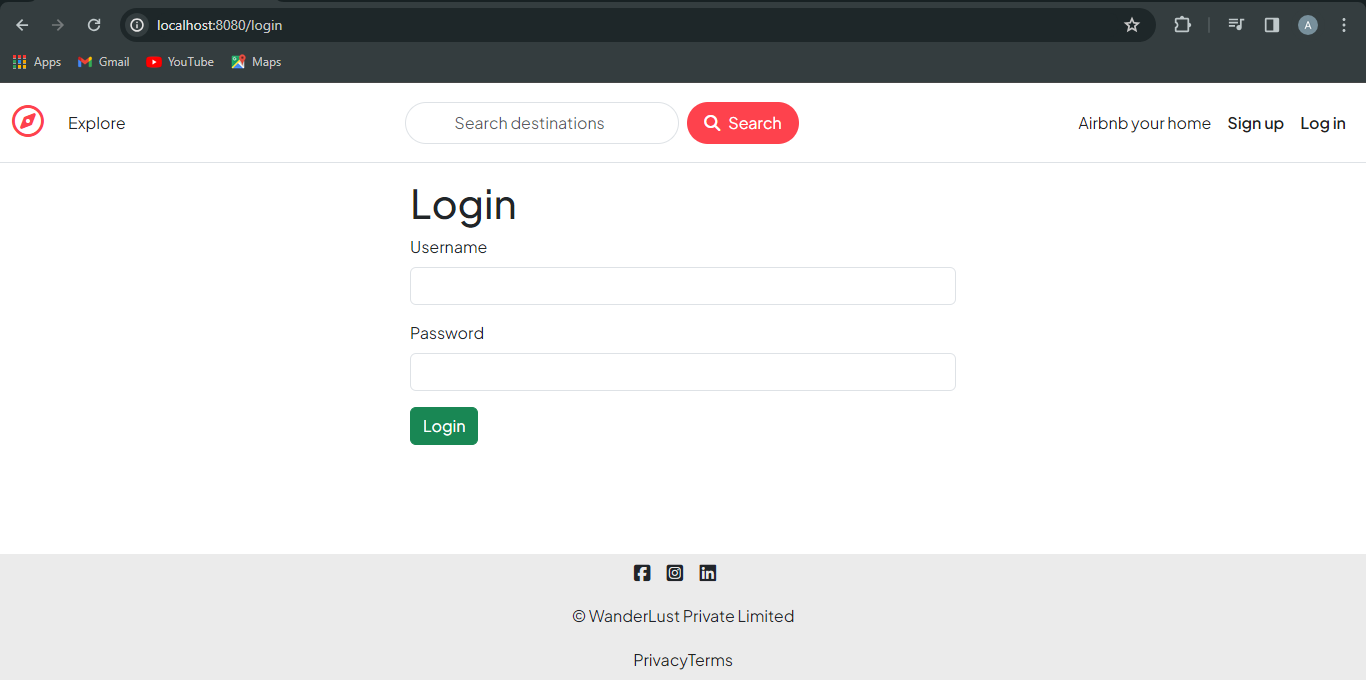 localhost:8080/login
A
Apps Gmail YouTube Maps
Explore Search destinations Search Airbnb your home Sign up Log in
Login
Username
Password
Login
© WanderLust Private Limited
PrivacyTerms